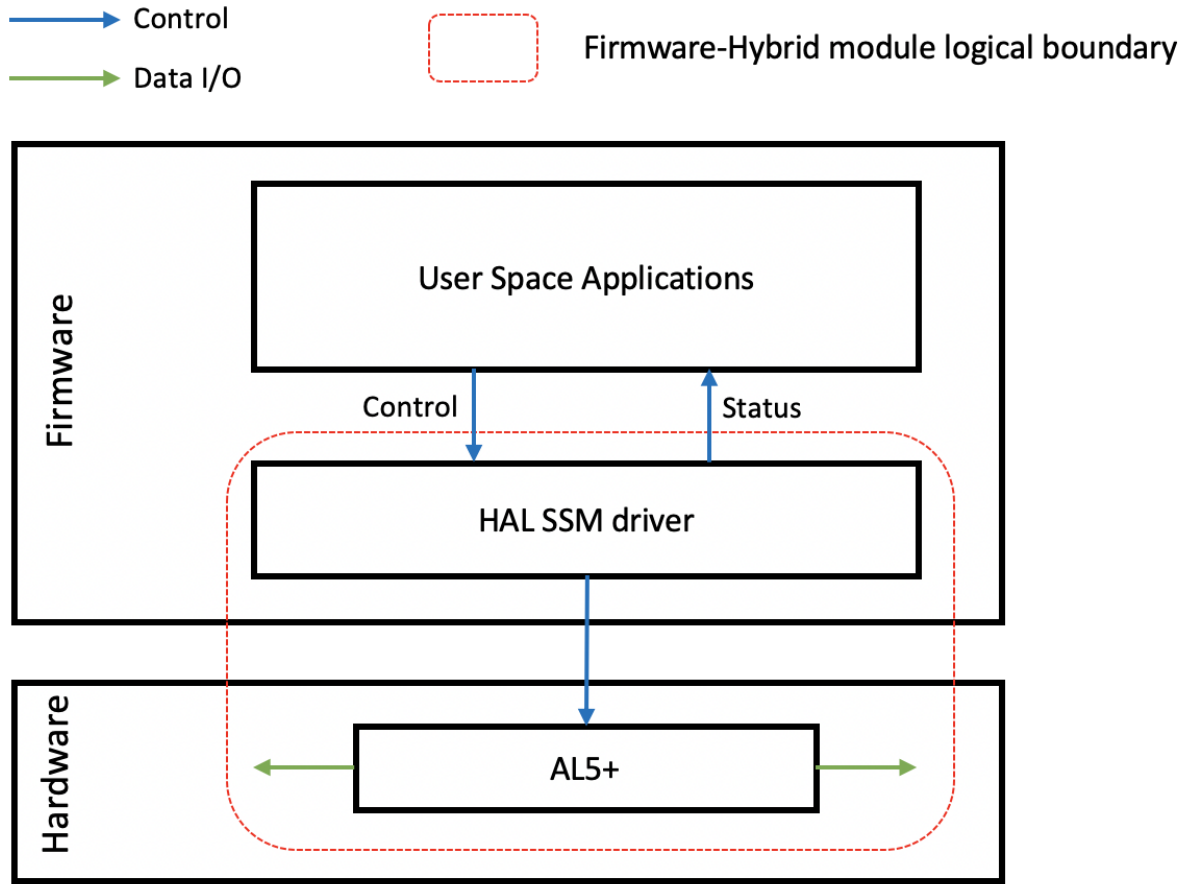 Control
Firmware-Hybrid module logical boundary
Data I/O
Firmware
User Space Applications
Control
Status
HAL SSM driver
Hardware
AL5+